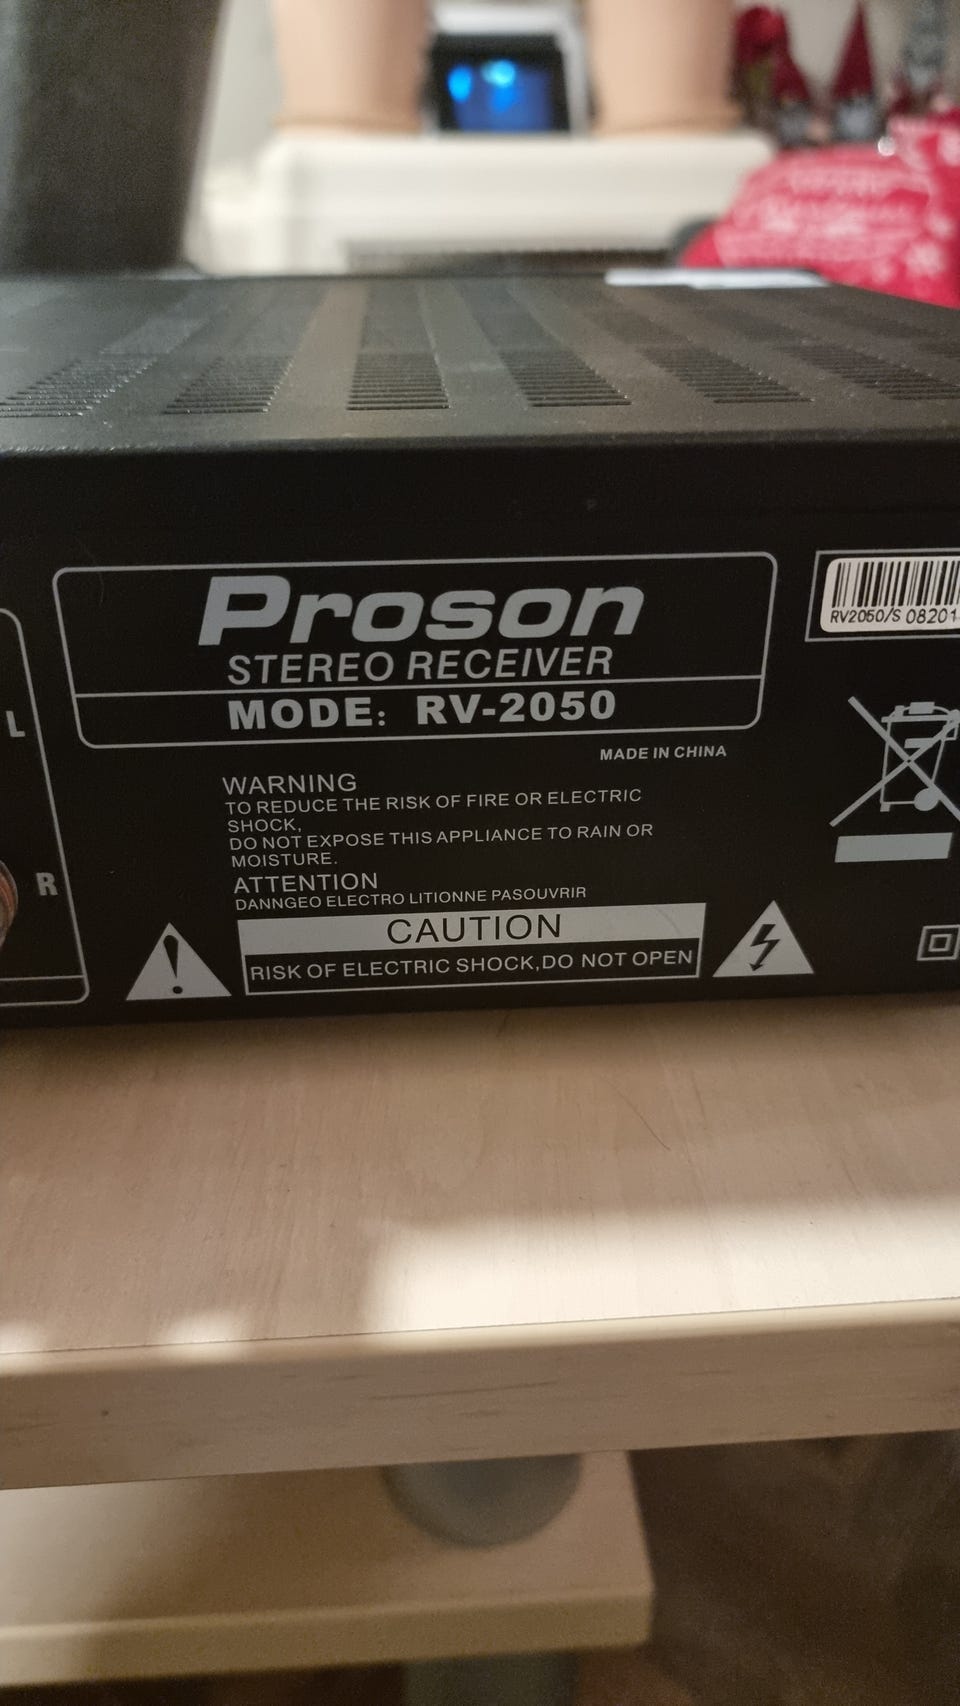 Proson
STEREO RECEIVER
MODE: RV-2050
RV2050/S 08201
L
MADE IN CHINA
WARNING
TO REDUCE THE RISK OF FIRE OR ELECTRIC
SHOCK,
DO NOT EXPOSE THIS APPLIANCE TO RAIN OR
MOISTURE.
R
ATTENTION
DANNGEO ELECTRO LITIONNE PASOUVRIR
CAUTION
RISK OF ELECTRIC SHOCK,DO NOT OPEN